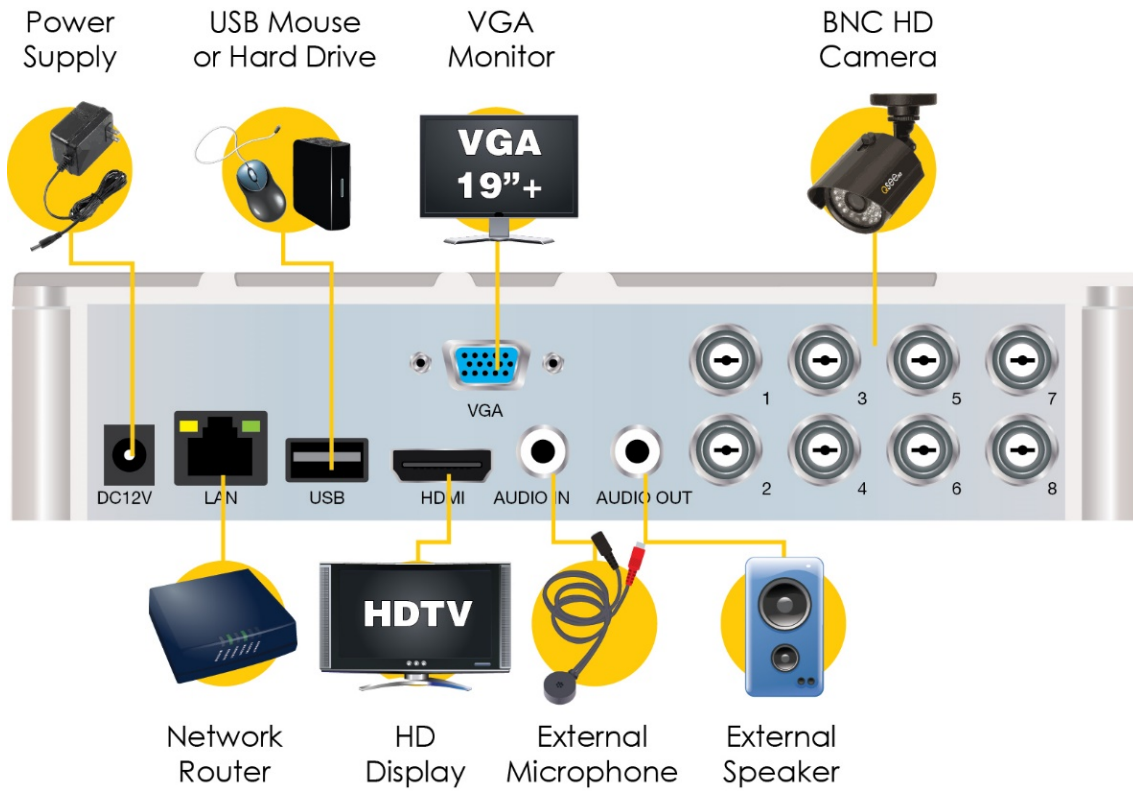 Power
Supply
USB Mouse
or Hard Drive
VGA
Monitor
BNC HD
Camera
VGA
19”+
Qsee
VGA
1
3
5
7
DC12V
LAN
USB
HDMI
AUDIO IN
AUDIO OUT
2
4
6
8
HDTV
Network
Router
HD
Display
External
Microphone
External
Speaker